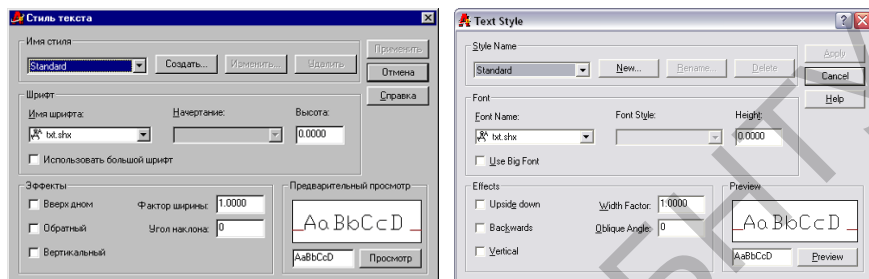 Стиль текста
Имя стиля
Standard
Создать...
Изменить...
Удалить
Применить
Отмена
Справка
Шрифт
Имя шрифта:
Начертание:
Высота:
txt.shx
0.0000
Использовать большой шрифт
Эффекты
Вверх дном
Обратный
Вертикальный
Фактор ширины: 1.0000
Угол наклона: 0
Предварительный просмотр
AaBbCcD
AaBbCcD
Просмотр
Text Style
Style Name
Standard
New...
Rename...
Delete
Apply
Cancel
Help
Font
Font Name:
Font Style:
Height:
txt.shx
0.0000
Use Big Font
Effects
Upside down
Backwards
Vertical
Width Factor: 1.0000
Oblique Angle: 0
Preview
AaBbCcD
AaBbCcD
Preview
БНТУ